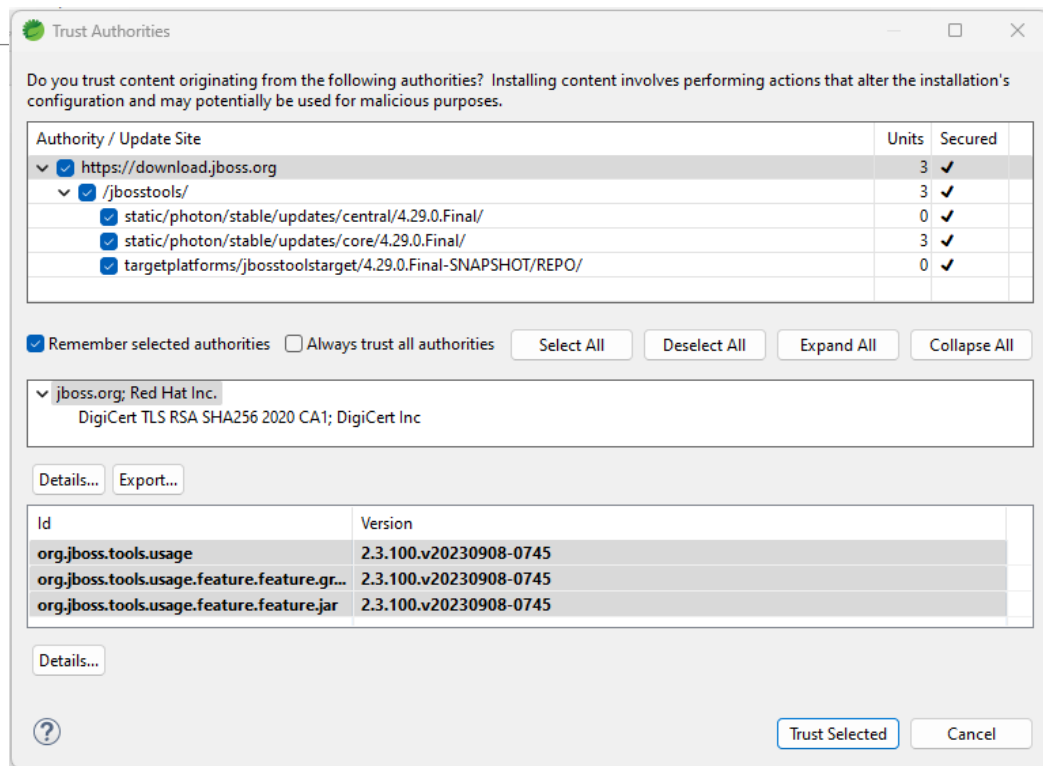 Trust Authorities
Do you trust content originating from the following authorities?  Installing content involves performing actions that alter the installation's
configuration and may potentially be used for malicious purposes.
Authority / Update Site Units Secured
https://download.jboss.org 3 ✔
/jbosstools/ 3 ✔
static/photon/stable/updates/central/4.29.0.Final/ 0 ✔
static/photon/stable/updates/core/4.29.0.Final/ 3 ✔
targetplatforms/jbosstoolstarget/4.29.0.Final-SNAPSHOT/REPO/ 0 ✔
Remember selected authorities Always trust all authorities Select All Deselect All Expand All Collapse All
jboss.org; Red Hat Inc.
DigiCert TLS RSA SHA256 2020 CA1; DigiCert Inc
Details... Export...
Id Version
org.jboss.tools.usage 2.3.100.v20230908-0745
org.jboss.tools.usage.feature.feature.gr... 2.3.100.v20230908-0745
org.jboss.tools.usage.feature.feature.jar 2.3.100.v20230908-0745
Details...
? Trust Selected Cancel